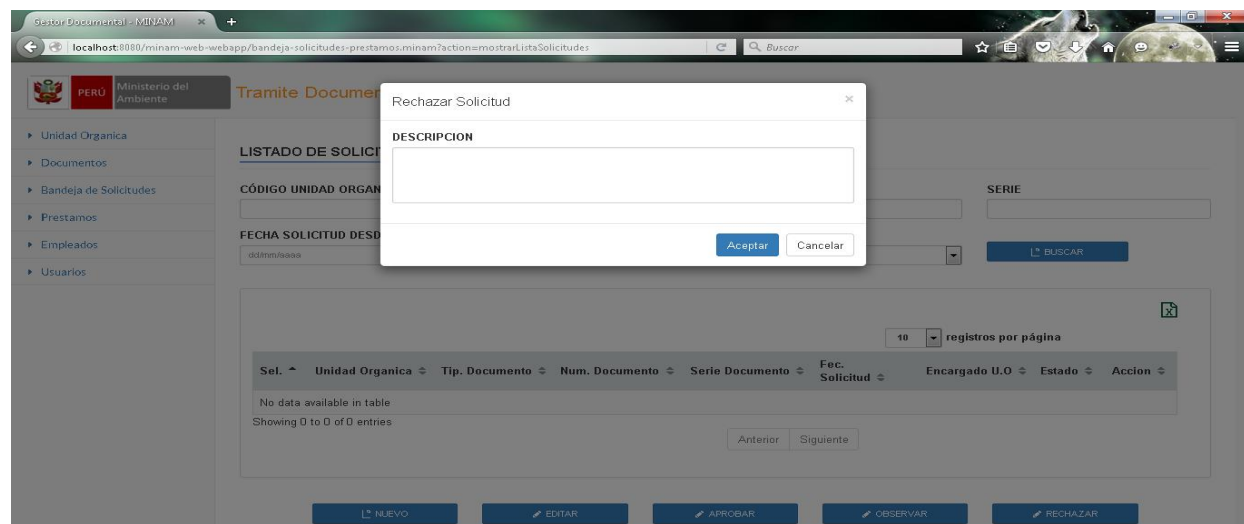 Gestor Documental - MINAM
localhost:8080/minam-web-webapp/bandeja-solicitudes-prestamos.minam?action=mostrarListaSolicitudes
Buscar
PERÚ
Ministerio del
Ambiente
Tramite Documen
Rechazar Solicitud
DESCRIPCION
Aceptar
Cancelar
Unidad Organica
Documentos
Bandeja de Solicitudes
Prestamos
Empleados
Usuarios
LISTADO DE SOLICI
CÓDIGO UNIDAD ORGAN
SERIE
FECHA SOLICITUD DESD
dd/mm/aaaa
BUSCAR
10 registros por página
Sel. Unidad Organica Tip. Documento Num. Documento Serie Documento Fec. Solicitud Encargado U.O Estado Accion
No data available in table
Showing 0 to 0 of 0 entries
Anterior Siguiente
NUEVO EDITAR APROBAR OBSERVAR RECHAZAR